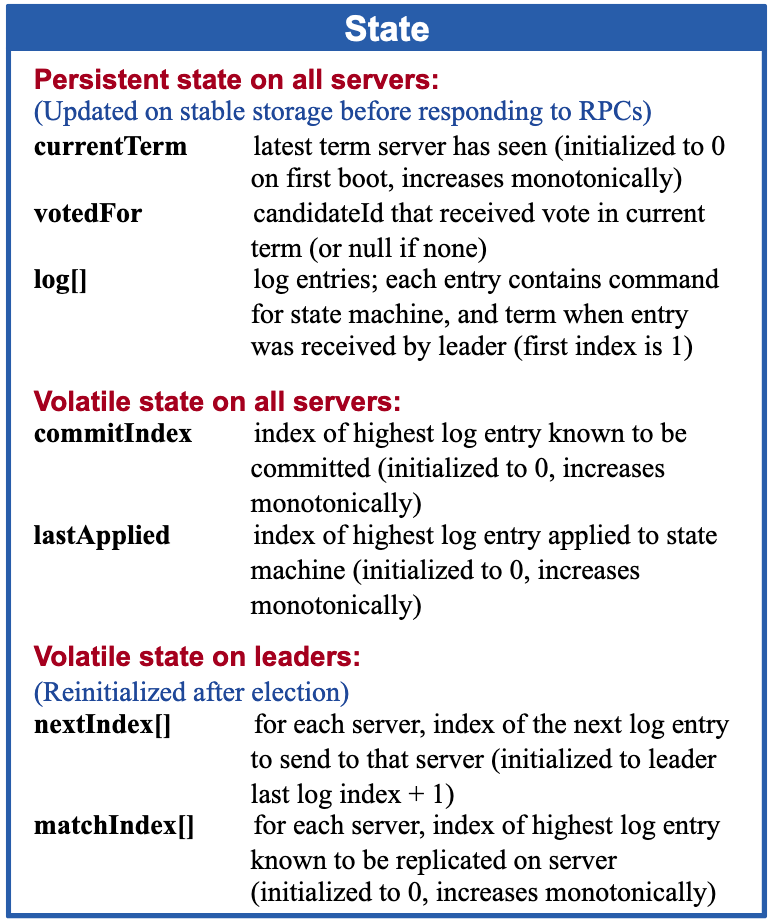 State
Persistent state on all servers:
(Updated on stable storage before responding to RPCs)
currentTerm latest term server has seen (initialized to 0
on first boot, increases monotonically)
votedFor candidateId that received vote in current
term (or null if none)
log[] log entries; each entry contains command
for state machine, and term when entry
was received by leader (first index is 1)
Volatile state on all servers:
commitIndex index of highest log entry known to be
committed (initialized to 0, increases
monotonically)
lastApplied index of highest log entry applied to state
machine (initialized to 0, increases
monotonically)
Volatile state on leaders:
(Reinitialized after election)
nextIndex[] for each server, index of the next log entry
to send to that server (initialized to leader
last log index + 1)
matchIndex[] for each server, index of highest log entry
known to be replicated on server
(initialized to 0, increases monotonically)